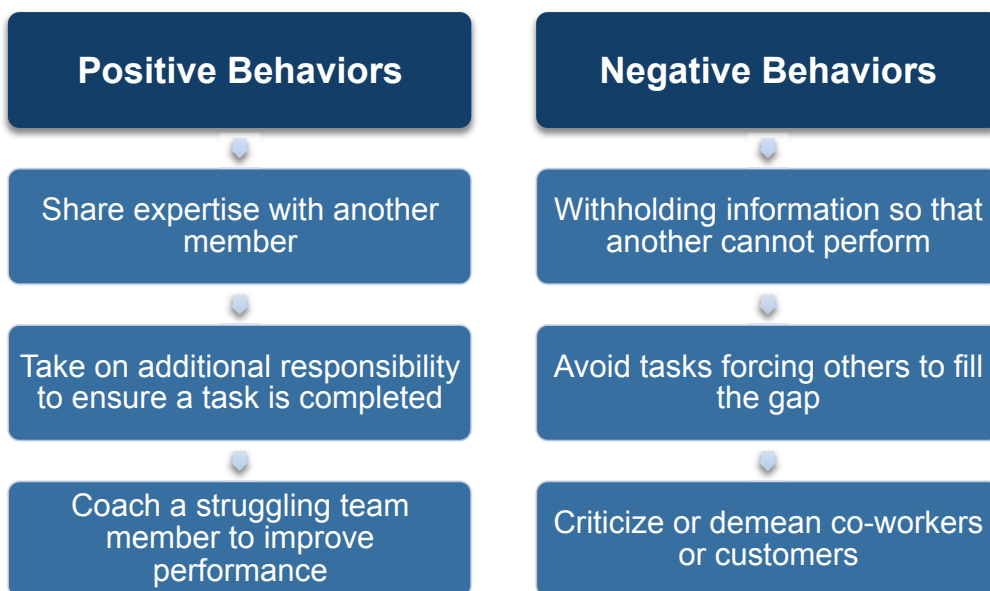 Positive Behaviors
Share expertise with another
member
Take on additional responsibility
to ensure a task is completed
Coach a struggling team
member to improve
performance
Negative Behaviors
Withholding information so that
another cannot perform
Avoid tasks forcing others to fill
the gap
Criticize or demean co-workers
or customers